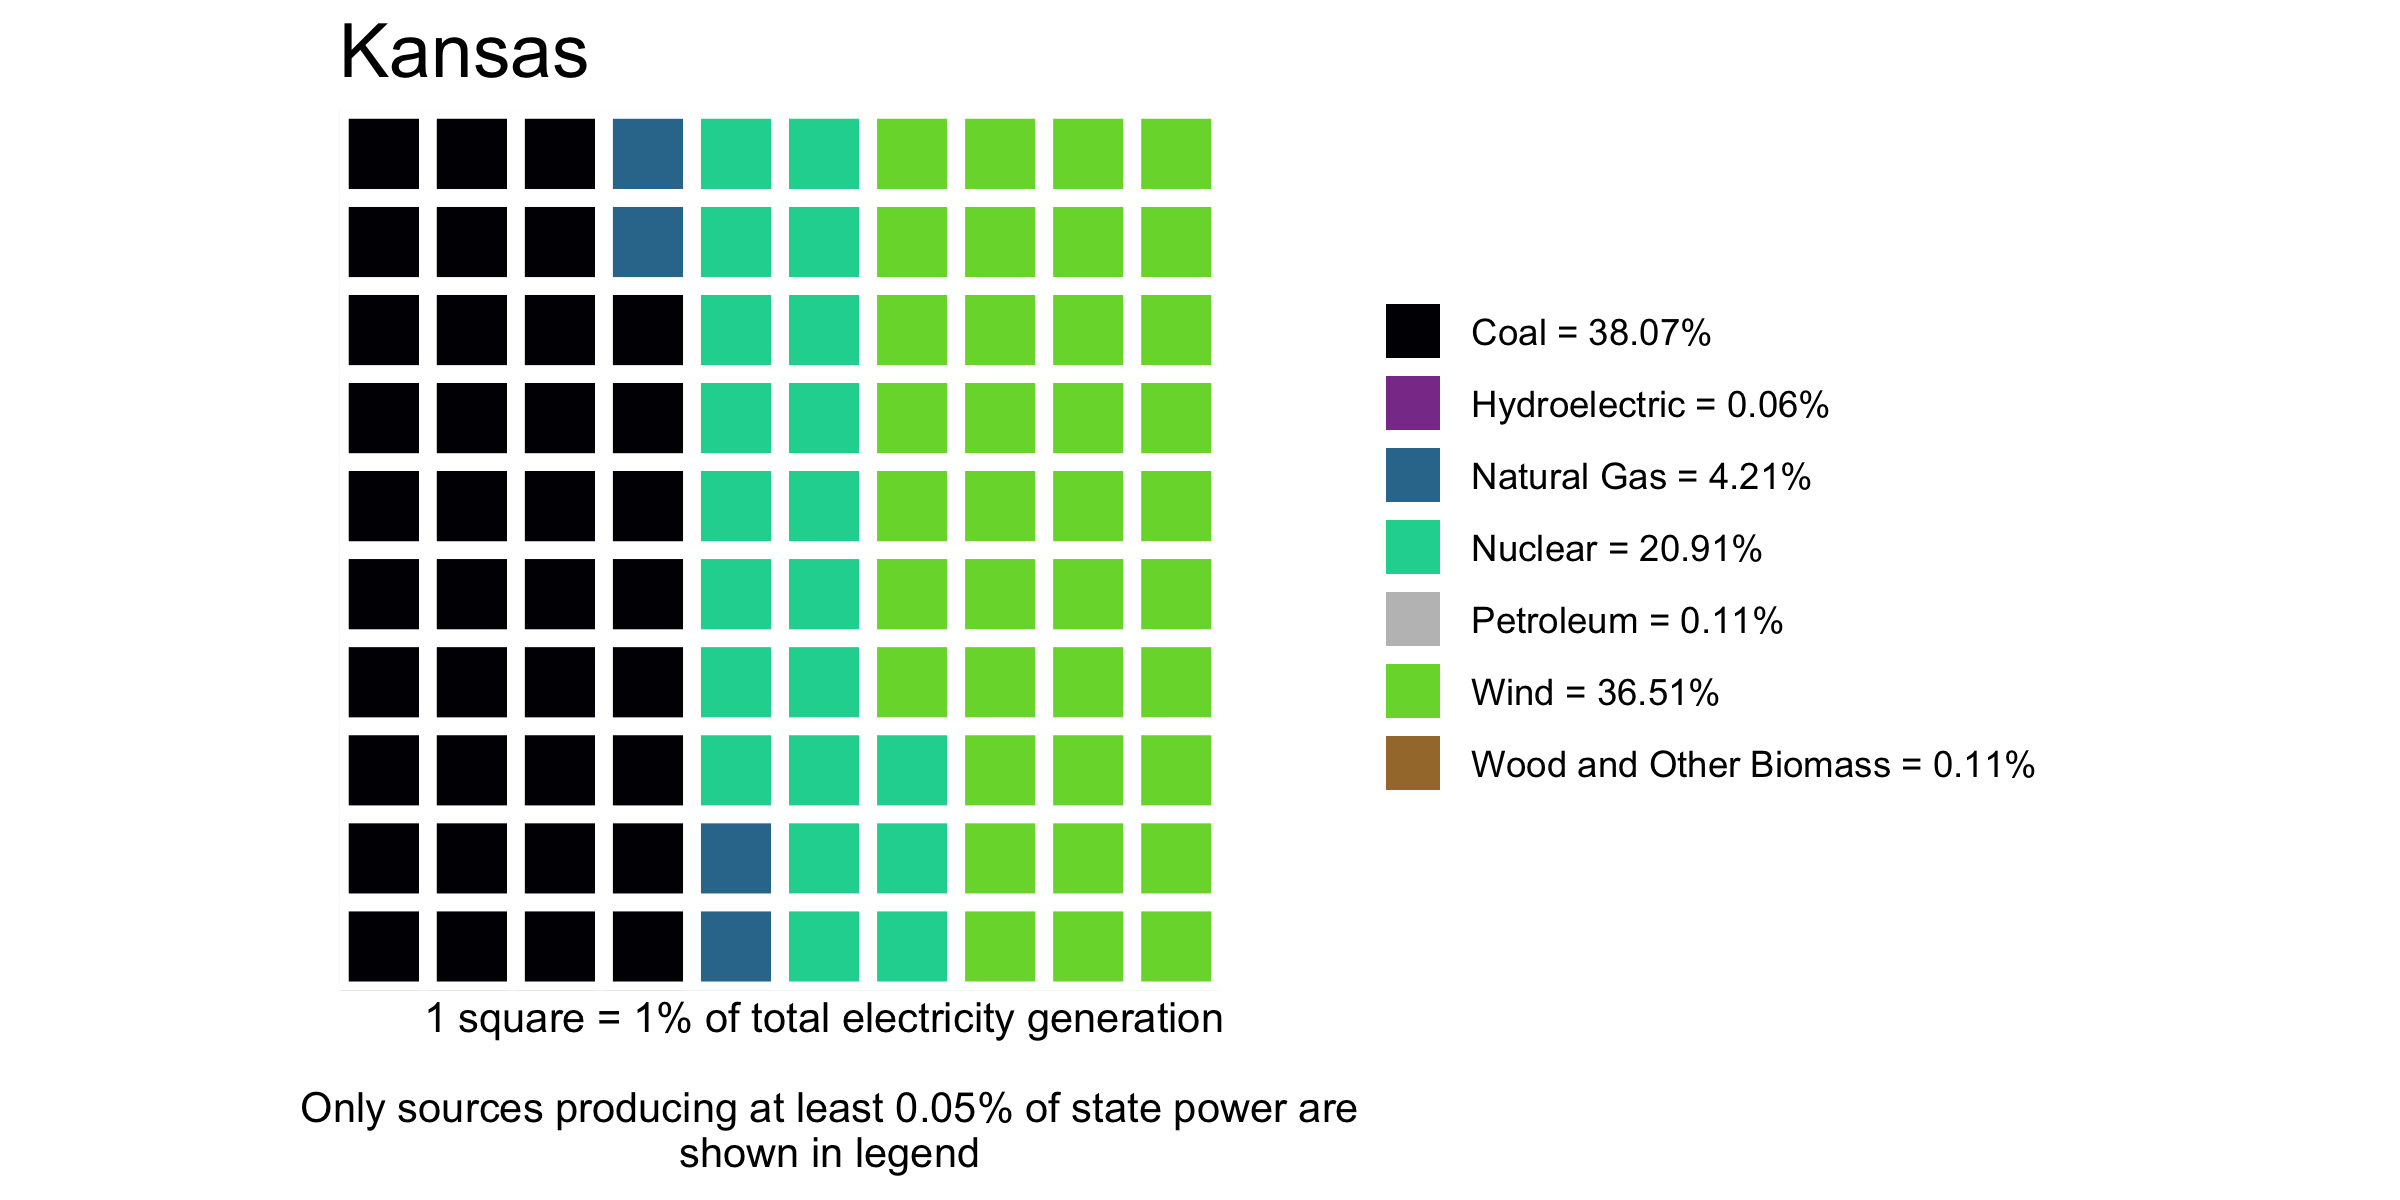 Kansas
Coal = 38.07%
Hydroelectric = 0.06%
Natural Gas = 4.21%
Nuclear = 20.91%
Petroleum = 0.11%
Wind = 36.51%
Wood and Other Biomass = 0.11%
1 square = 1% of total electricity generation
Only sources producing at least 0.05% of state power are
shown in legend